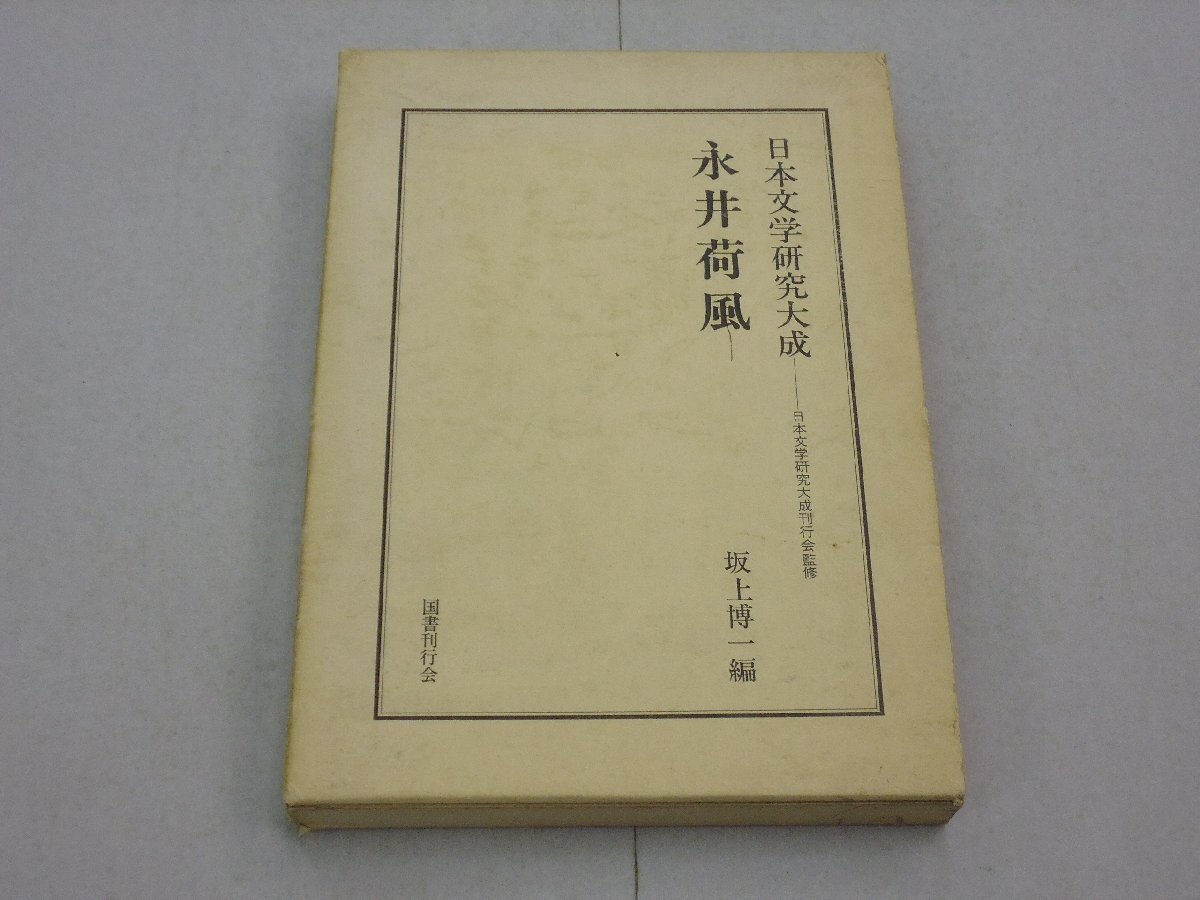 日本文学研究大成――日本文学研究大成刊行会監修
永井荷風―
坂上博一編
国書刊行会